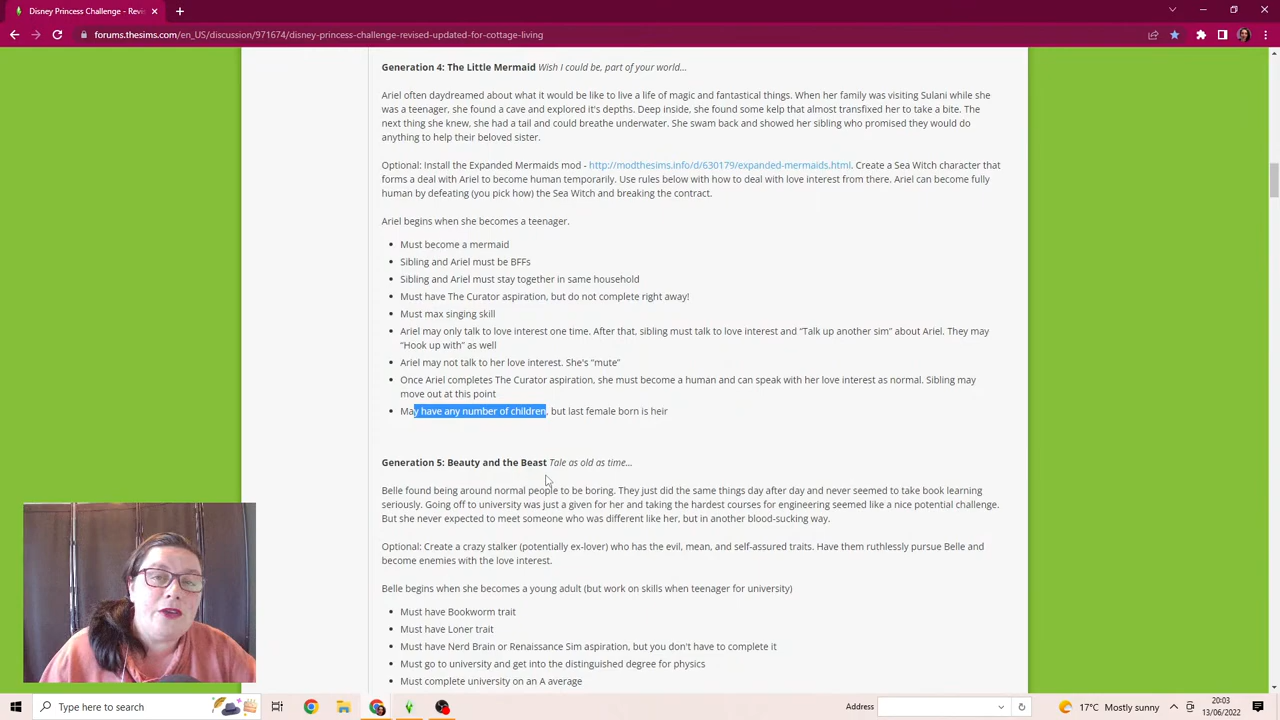 Disney Princess Challenge - Revis
forums.thesims.com/en_US/discussion/971674/disney-princess-challenge-revised-updated-for-cottage-living
Generation 4: The Little Mermaid Wish I could be, part of your world...
Ariel often daydreamed about what it would be like to live a life of magic and fantastical things. When her family was visiting Sulani while she
was a teenager, she found a cave and explored it's depths. Deep inside, she found some kelp that almost transfixed her to take a bite. The
next thing she knew, she had a tail and could breathe underwater. She swam back and showed her sibling who promised they would do
anything to help their beloved sister.
Optional: Install the Expanded Mermaids mod - http://modthesims.info/d/630179/expanded-mermaids.html. Create a Sea Witch character that
forms a deal with Ariel to become human temporarily. Use rules below with how to deal with love interest from there. Ariel can become fully
human by defeating (you pick how) the Sea Witch and breaking the contract.
Ariel begins when she becomes a teenager.
• Must become a mermaid
• Sibling and Ariel must be BFFs
• Sibling and Ariel must stay together in same household
• Must have The Curator aspiration, but do not complete right away!
• Must max singing skill
• Ariel may only talk to love interest one time. After that, sibling must talk to love interest and “Talk up another sim” about Ariel. They may
“Hook up with” as well
• Ariel may not talk to her love interest. She's “mute”
• Once Ariel completes The Curator aspiration, she must become a human and can speak with her love interest as normal. Sibling may
move out at this point
• May have any number of children, but last female born is heir
Generation 5: Beauty and the Beast Tale as old as time...
Belle found being around normal people to be boring. They just did the same things day after day and never seemed to take book learning
seriously. Going off to university was just a given for her and taking the hardest courses for engineering seemed like a nice potential challenge.
But she never expected to meet someone who was different like her, but in another blood-sucking way.
Optional: Create a crazy stalker (potentially ex-lover) who has the evil, mean, and self-assured traits. Have them ruthlessly pursue Belle and
become enemies with the love interest.
Belle begins when she becomes a young adult (but work on skills when teenager for university)
• Must have Bookworm trait
• Must have Loner trait
• Must have Nerd Brain or Renaissance Sim aspiration, but you don't have to complete it
• Must go to university and get into the distinguished degree for physics
• Must complete university on an A average
Type here to search
Address
17°C Mostly sunny
20:03
13/06/2022